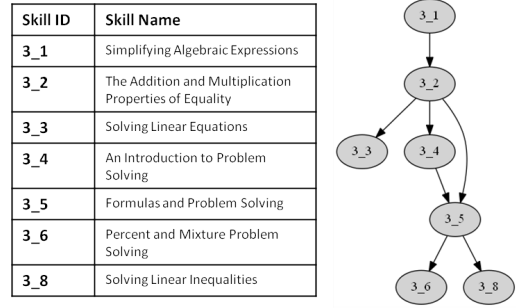 Skill ID Skill Name
3_1 Simplifying Algebraic Expressions
3_2 The Addition and Multiplication
Properties of Equality
3_3 Solving Linear Equations
3_4 An Introduction to Problem
Solving
3_5 Formulas and Problem Solving
3_6 Percent and Mixture Problem
Solving
3_8 Solving Linear Inequalities
3_1
3_2
3_3 3_4
3_5
3_6 3_8